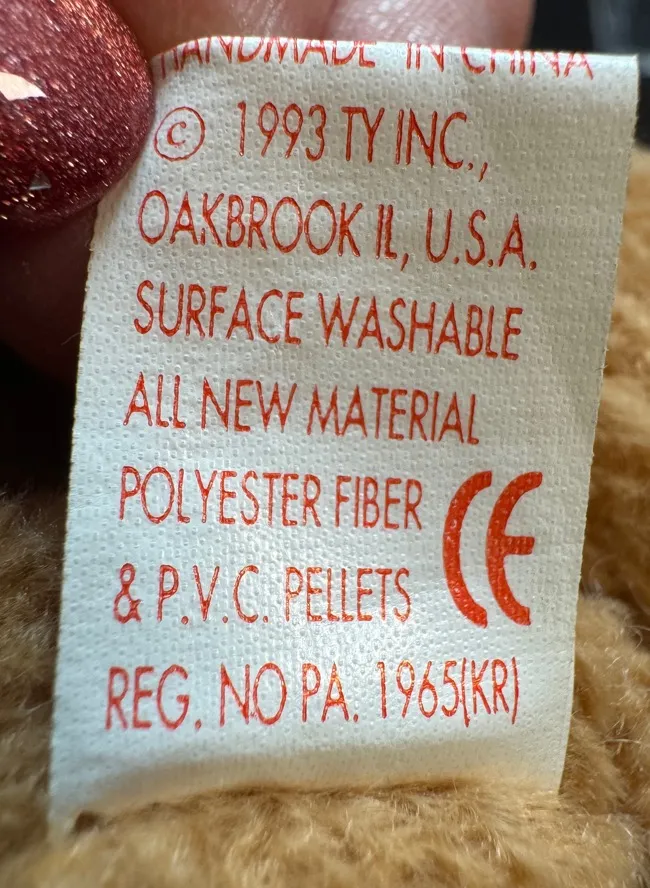 HANDMADE IN CHINA
© 1993 TY INC.,
OAKBROOK IL, U.S.A.
SURFACE WASHABLE
ALL NEW MATERIAL
POLYESTER FIBER
& P.V.C. PELLETS
CE
REG. NO PA. 1965(KR)